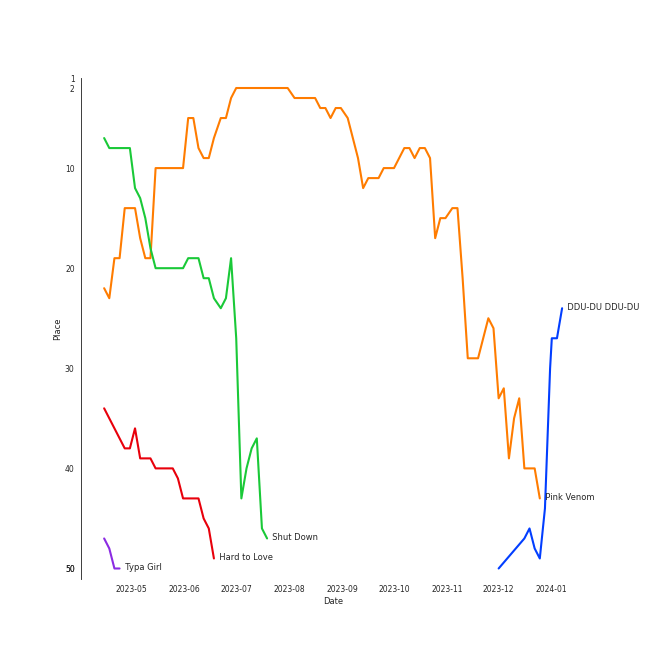 1
2
10
20
30
40
50
Place
DDU-DU DDU-DU
Pink Venom
Shut Down
Hard to Love
Typa Girl
2023-05 2023-06 2023-07 2023-08 2023-09 2023-10 2023-11 2023-12 2024-01
Date